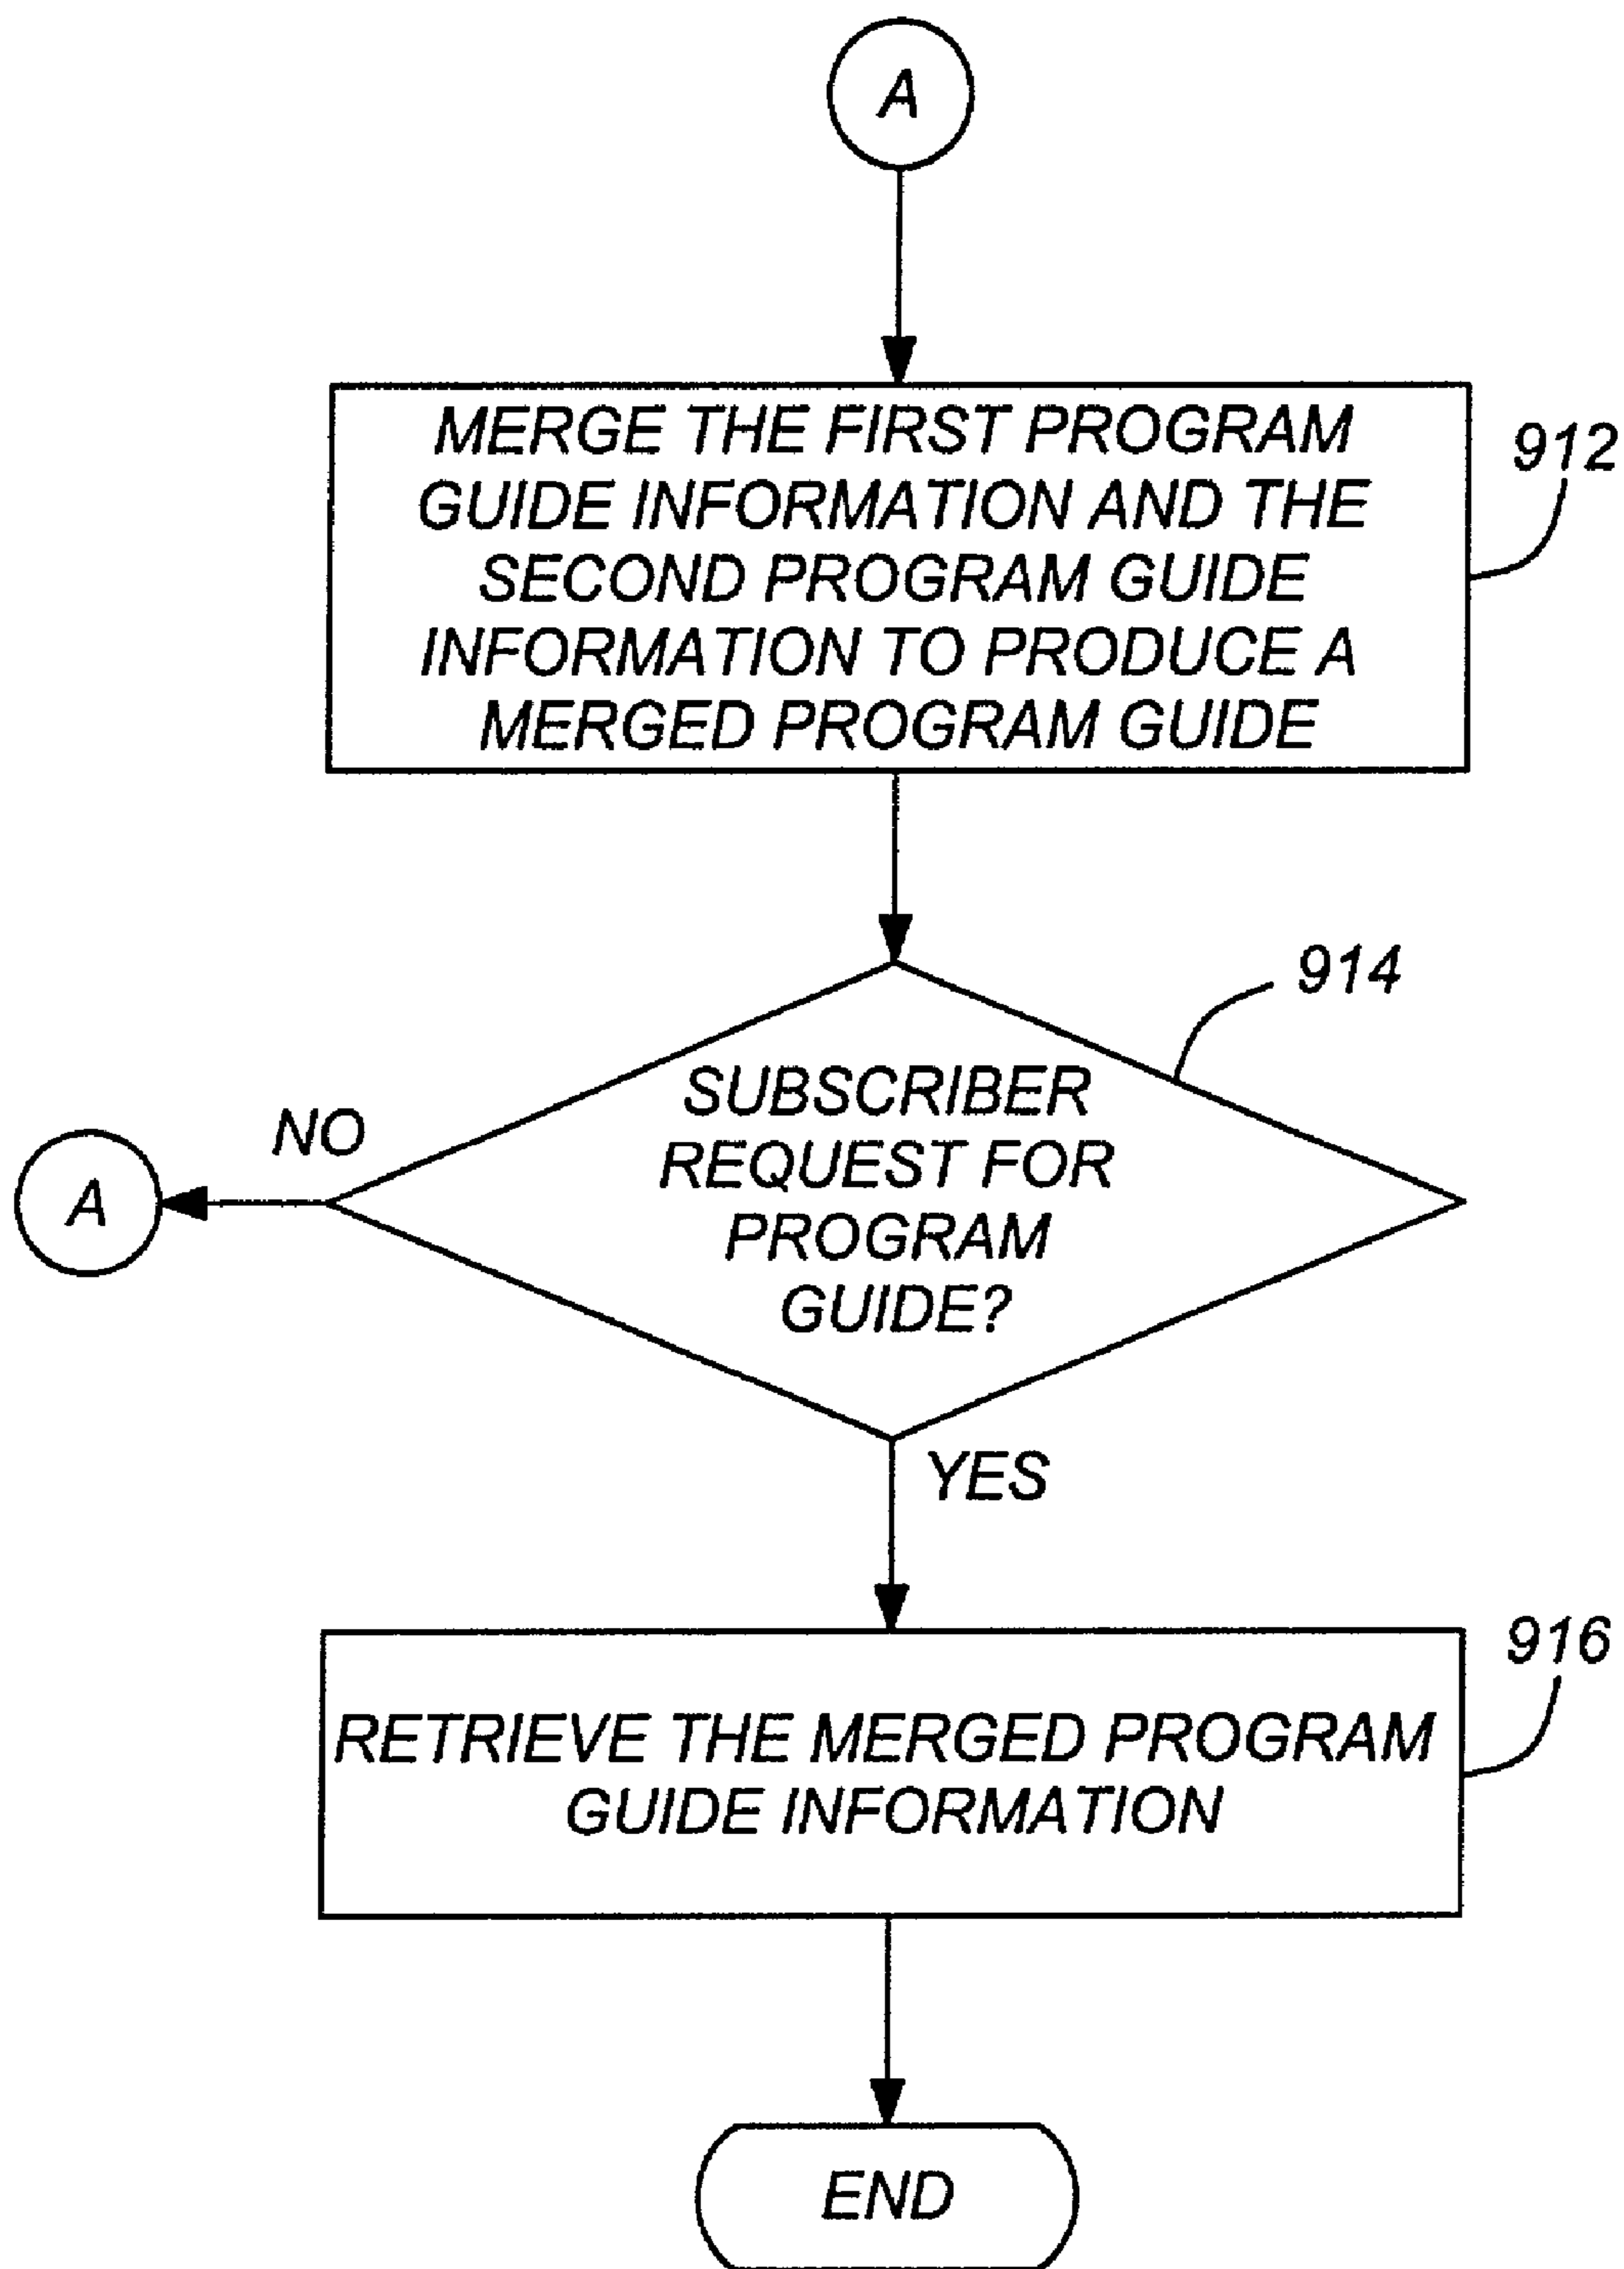 A
MERGE THE FIRST PROGRAM
GUIDE INFORMATION AND THE
SECOND PROGRAM GUIDE
INFORMATION TO PRODUCE A
MERGED PROGRAM GUIDE
912
914
SUBSCRIBER
REQUEST FOR
PROGRAM
GUIDE?
NO
A
YES
916
RETRIEVE THE MERGED PROGRAM
GUIDE INFORMATION
END